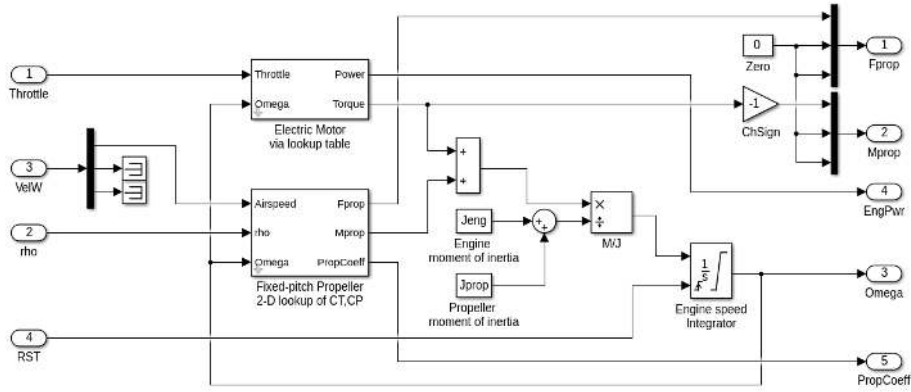 1
Throttle
3
VelW
2
rho
4
RST
Throttle
Power
Omega
Torque
Electric Motor
via lookup table
Airspeed
Fprop
rho
Mprop
Omega
PropCoeff
Fixed-pitch Propeller
2-D lookup of CT,CP
+
+
Jeng
Engine
moment of inertia
Jprop
Propeller
moment of inertia
+
+
×
÷
M/J
1
s
Engine speed
Integrator
0
Zero
-1
ChSign
1
Fprop
2
Mprop
4
EngPwr
3
Omega
5
PropCoeff